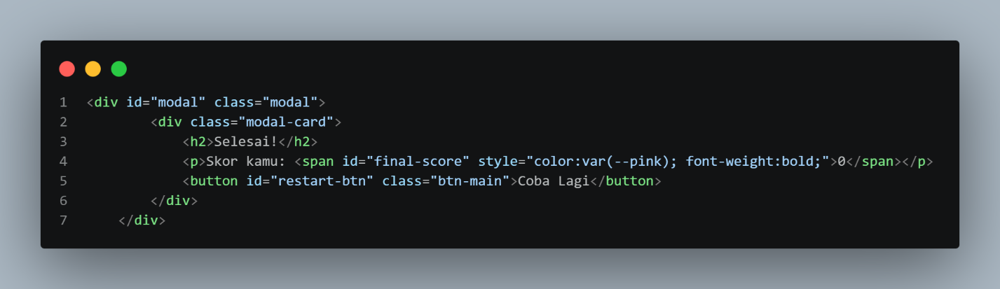 1 <div id="modal" class="modal">
2         <div class="modal-card">
3             <h2>Selesai!</h2>
4             <p>Skor kamu: <span id="final-score" style="color:var(--pink); font-weight:bold;">0</span></p>
5             <button id="restart-btn" class="btn-main">Coba Lagi</button>
6         </div>
7     </div>